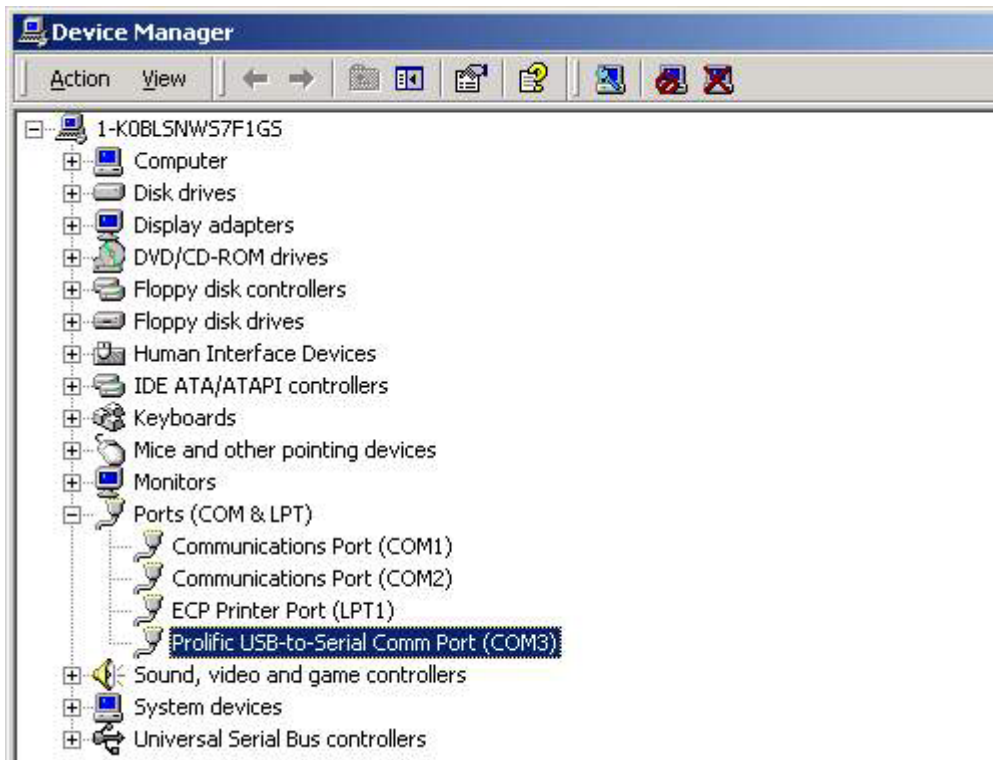 Device Manager
Action View
1-K0BLSNWS7F1GS
Computer
Disk drives
Display adapters
DVD/CD-ROM drives
Floppy disk controllers
Floppy disk drives
Human Interface Devices
IDE ATA/ATAPI controllers
Keyboards
Mice and other pointing devices
Monitors
Ports (COM & LPT)
Communications Port (COM1)
Communications Port (COM2)
ECP Printer Port (LPT1)
Prolific USB-to-Serial Comm Port (COM3)
Sound, video and game controllers
System devices
Universal Serial Bus controllers